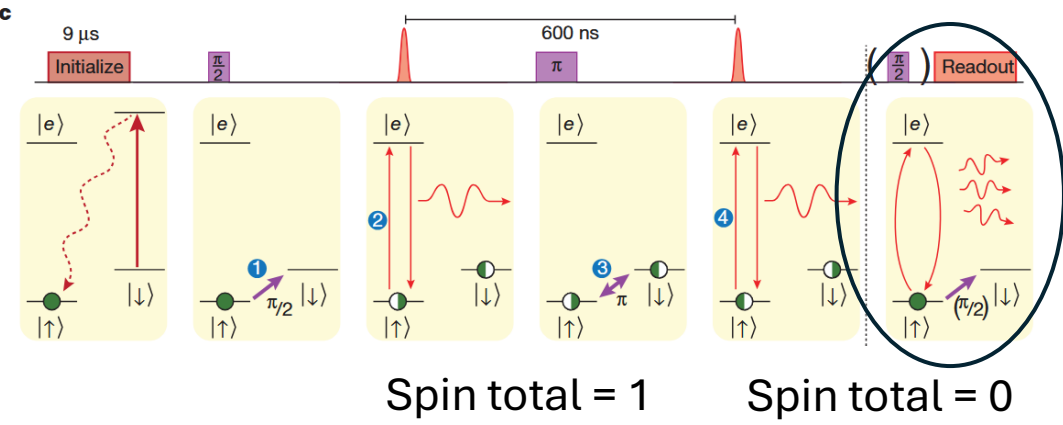 c
9 µs
600 ns
Initialize
π/2
π
( π/2 )
Readout
|e⟩
|e⟩
|e⟩
|e⟩
|e⟩
|e⟩
2
4
1
3
|↓⟩
π/2
|↓⟩
|↓⟩
π
|↓⟩
|↓⟩
(π/2)
|↓⟩
|↑⟩
|↑⟩
|↑⟩
|↑⟩
|↑⟩
|↑⟩
Spin total = 1
Spin total = 0